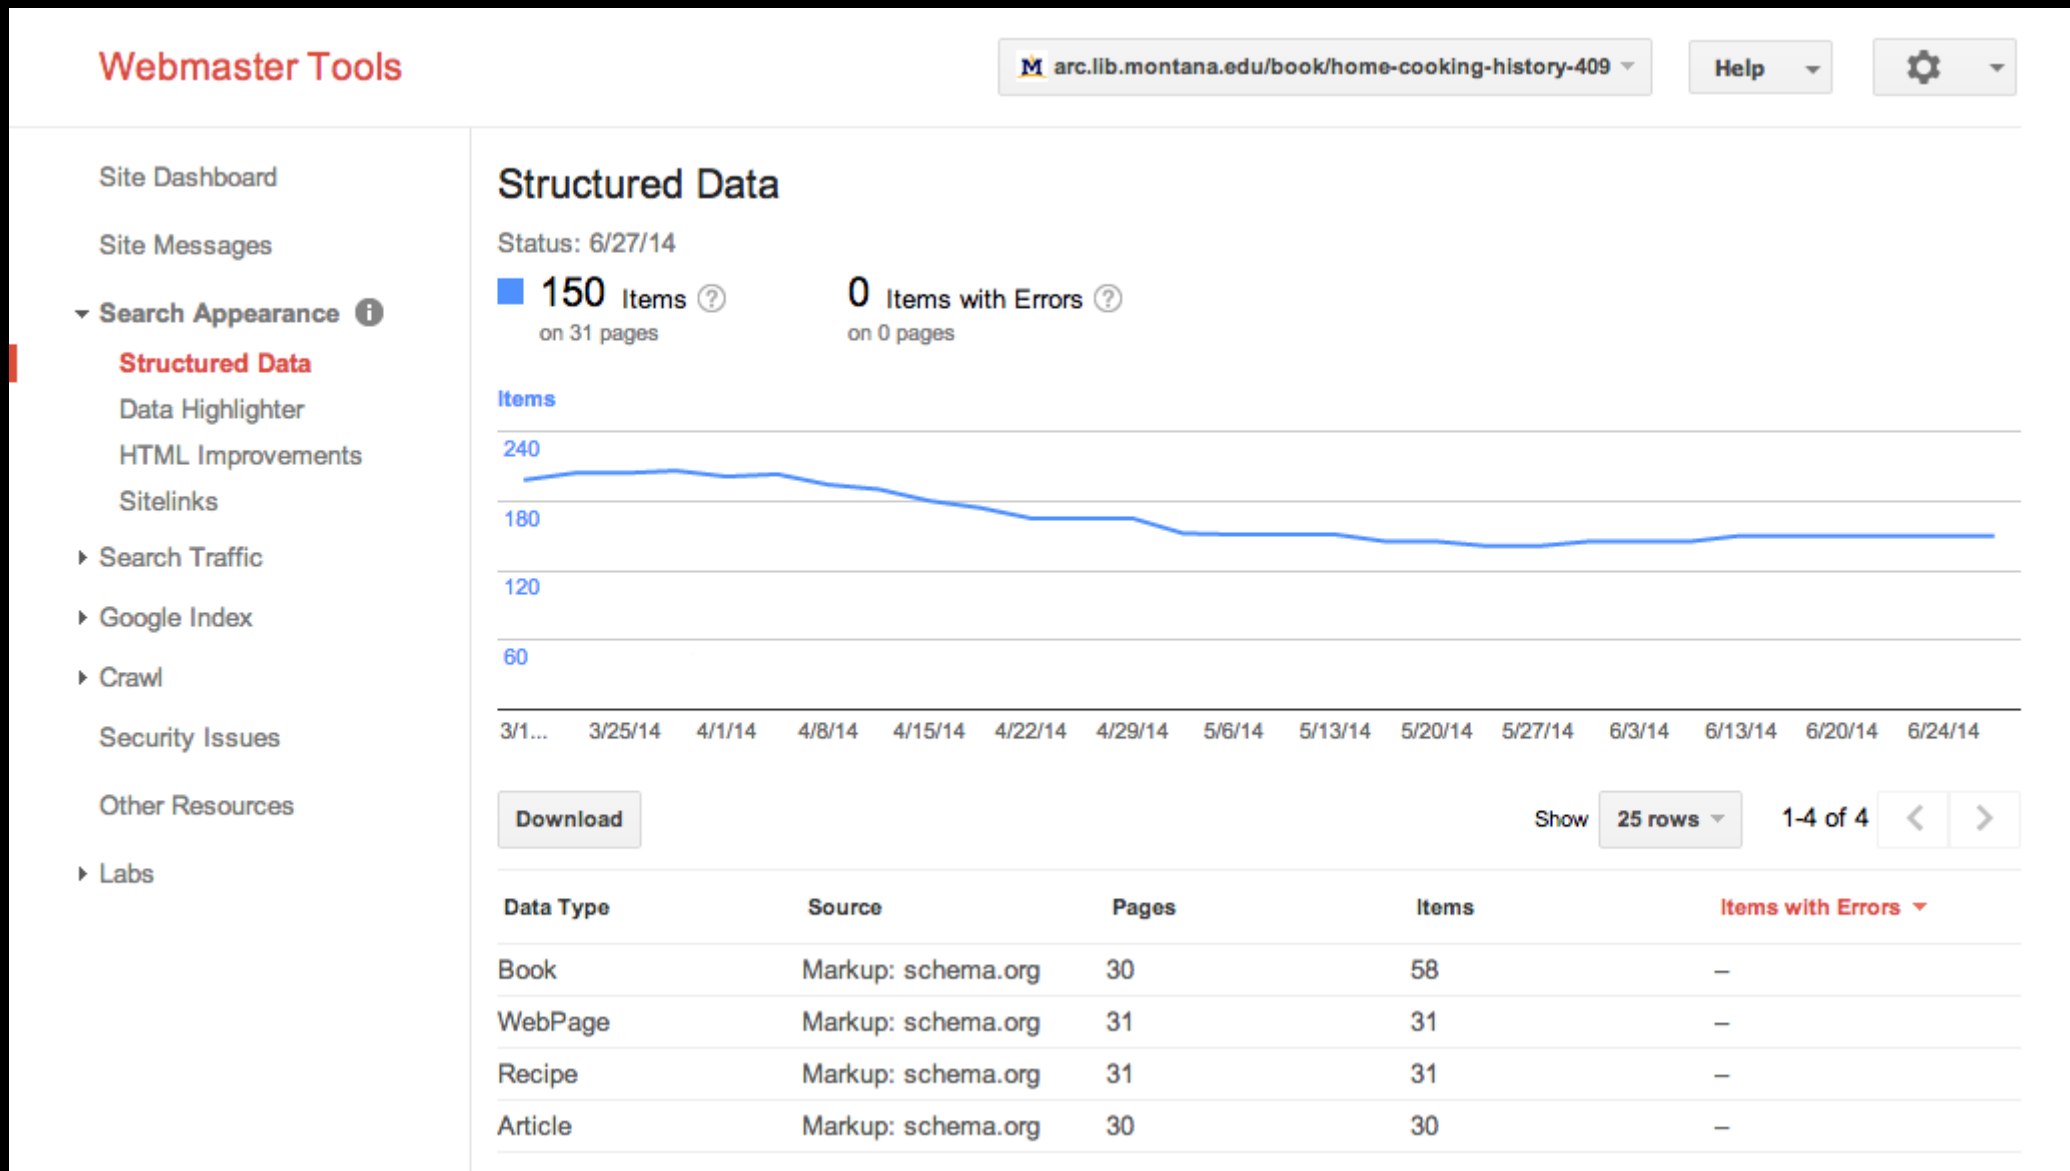 Webmaster Tools
arc.lib.montana.edu/book/home-cooking-history-409
Help
Site Dashboard
Site Messages
Search Appearance
Structured Data
Data Highlighter
HTML Improvements
Sitelinks
Search Traffic
Google Index
Crawl
Security Issues
Other Resources
Labs
Structured Data
Status: 6/27/14
150 Items ? 0 Items with Errors ?
on 31 pages on 0 pages
Items
240
180
120
60
3/1... 3/25/14 4/1/14 4/8/14 4/15/14 4/22/14 4/29/14 5/6/14 5/13/14 5/20/14 5/27/14 6/3/14 6/13/14 6/20/14 6/24/14
Download Show 25 rows 1-4 of 4
Data Type Source Pages Items Items with Errors
Book Markup: schema.org 30 58 –
WebPage Markup: schema.org 31 31 –
Recipe Markup: schema.org 31 31 –
Article Markup: schema.org 30 30 –